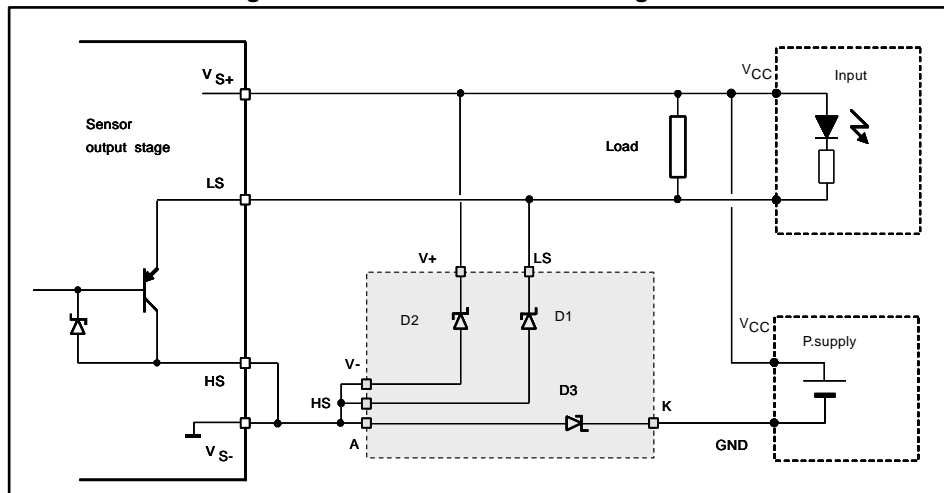 V S+
VCC
Input
Sensor
output stage
Load
LS
V+
LS
D2
D1
VCC
P.supply
V-
D3
HS
HS
K
A
GND
V S-